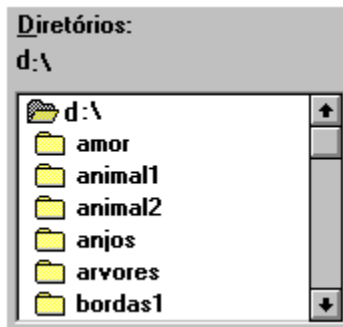 Diretórios:
d:\
d:\
amor
animal1
animal2
anjos
arvores
bordas1